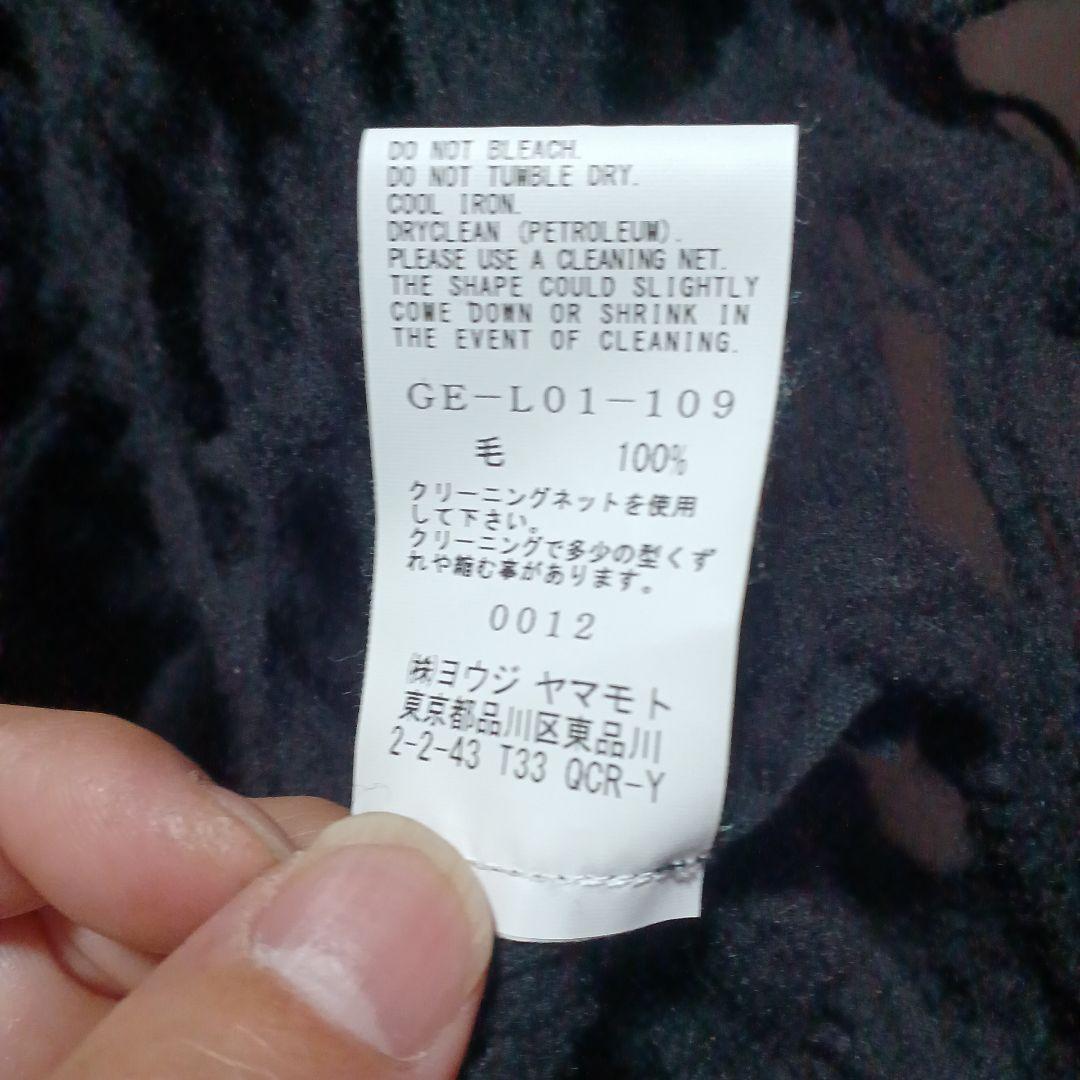 DO NOT BLEACH.
DO NOT TUMBLE DRY.
COOL IRON.
DRYCLEAN (PETROLEUM).
PLEASE USE A CLEANING NET.
THE SHAPE COULD SLIGHTLY
COME DOWN OR SHRINK IN
THE EVENT OF CLEANING.
GE-L01-109
毛 100%
クリーニングネットを使用
して下さい。
クリーニングで多少の型くず
れや縮む事があります。
0012
㈱ヨウジ ヤマモト
東京都品川区東品川
2-2-43 T33 QCR-Y